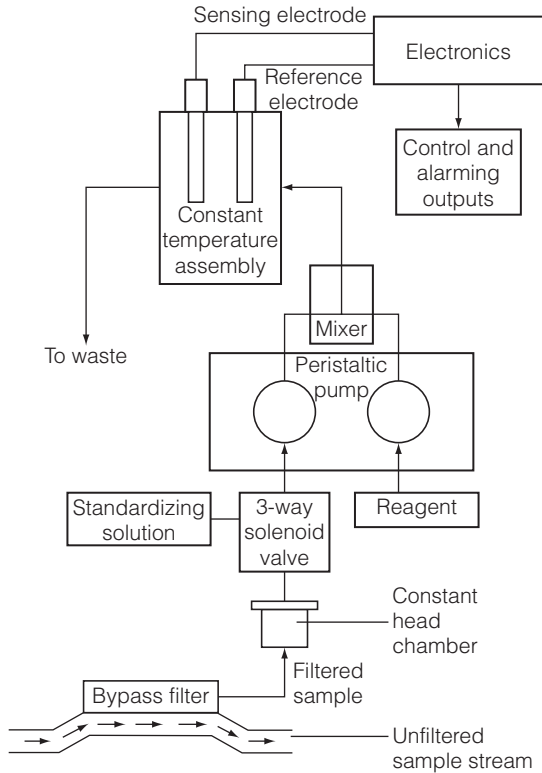 Sensing electrode
Electronics
Reference
electrode
Control and
alarming
outputs
Constant
temperature
assembly
Mixer
To waste
Peristaltic
pump
Standardizing
solution
3-way
solenoid
valve
Reagent
Constant
head
chamber
Filtered
sample
Bypass filter
Unfiltered
sample stream